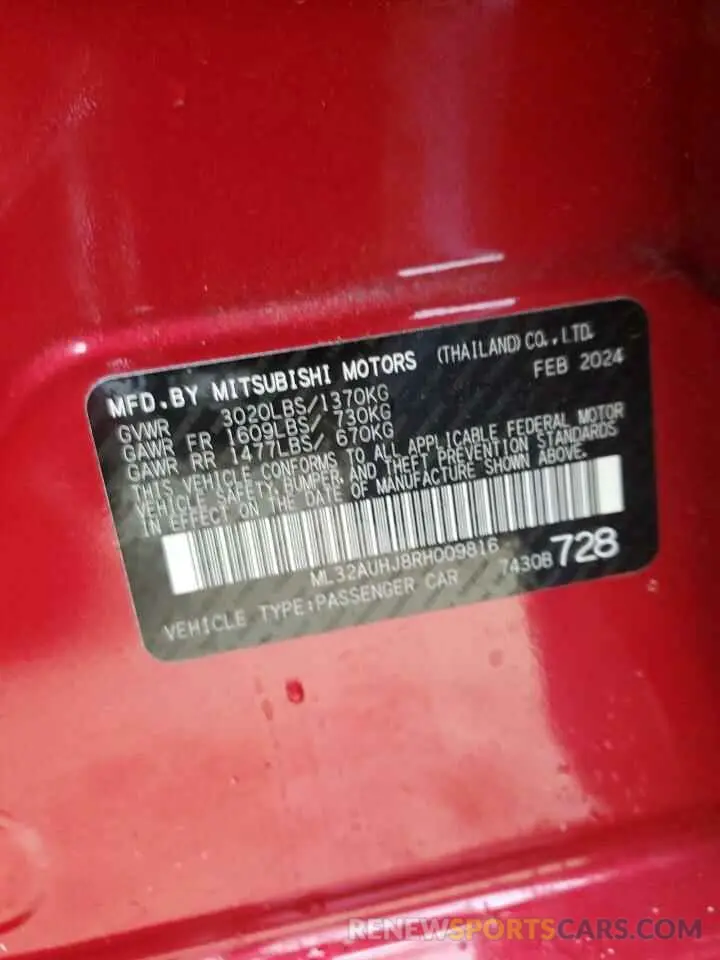 MFD.BY MITSUBISHI MOTORS (THAILAND) CO.,LTD.
FEB 2024
GVWR 3020LBS/1370KG
GAWR FR 1609LBS/ 730KG
GAWR RR 1477LBS/ 670KG
THIS VEHICLE CONFORMS TO ALL APPLICABLE FEDERAL MOTOR
VEHICLE SAFETY,BUMPER,AND THEFT PREVENTION STANDARDS
IN EFFECT ON THE DATE OF MANUFACTURE SHOWN ABOVE.
ML32AUHJ8RH009816
VEHICLE TYPE:PASSENGER CAR 7430B 728
RENEWSPORTSCARS.COM